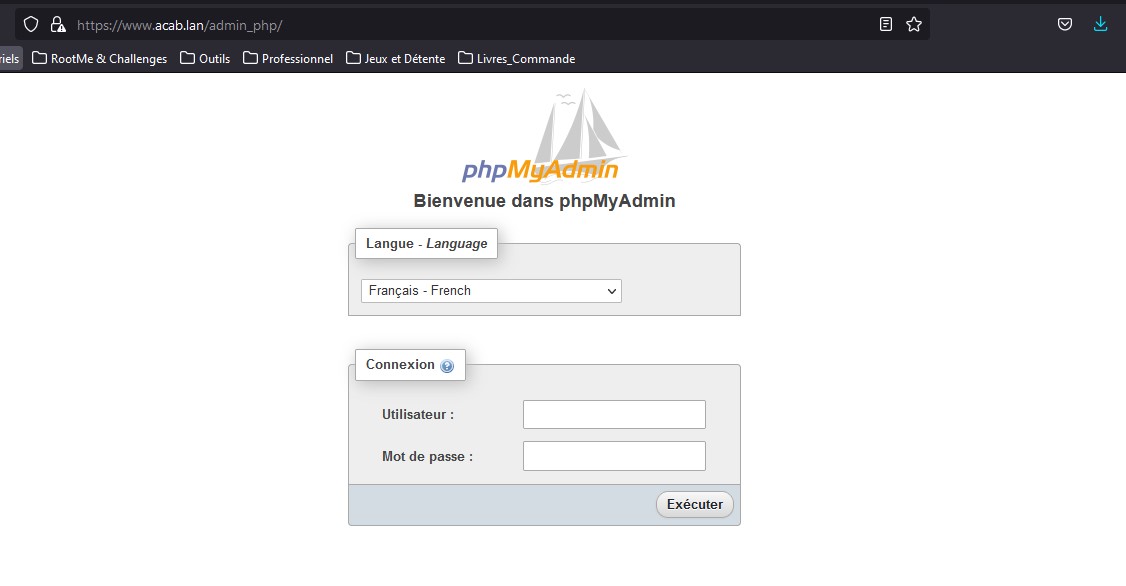 https://www.acab.lan/admin_php/
riels RootMe & Challenges Outils Professionnel Jeux et Détente Livres_Commande
phpMyAdmin
Bienvenue dans phpMyAdmin
Langue - Language
Français - French
Connexion
Utilisateur :
Mot de passe :
Exécuter